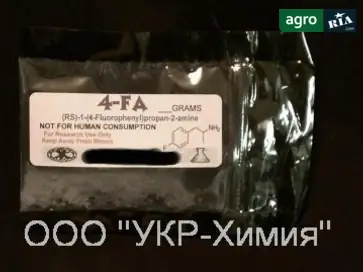 agro
RIA
.com
4-FA ___GRAMS
(RS)-1-(4-Fluorophenyl)propan-2-amine
NOT FOR HUMAN CONSUMPTION
For Research Use Only
Keep Away From Minors
NH₂
F
ООО "УКР-Химия"